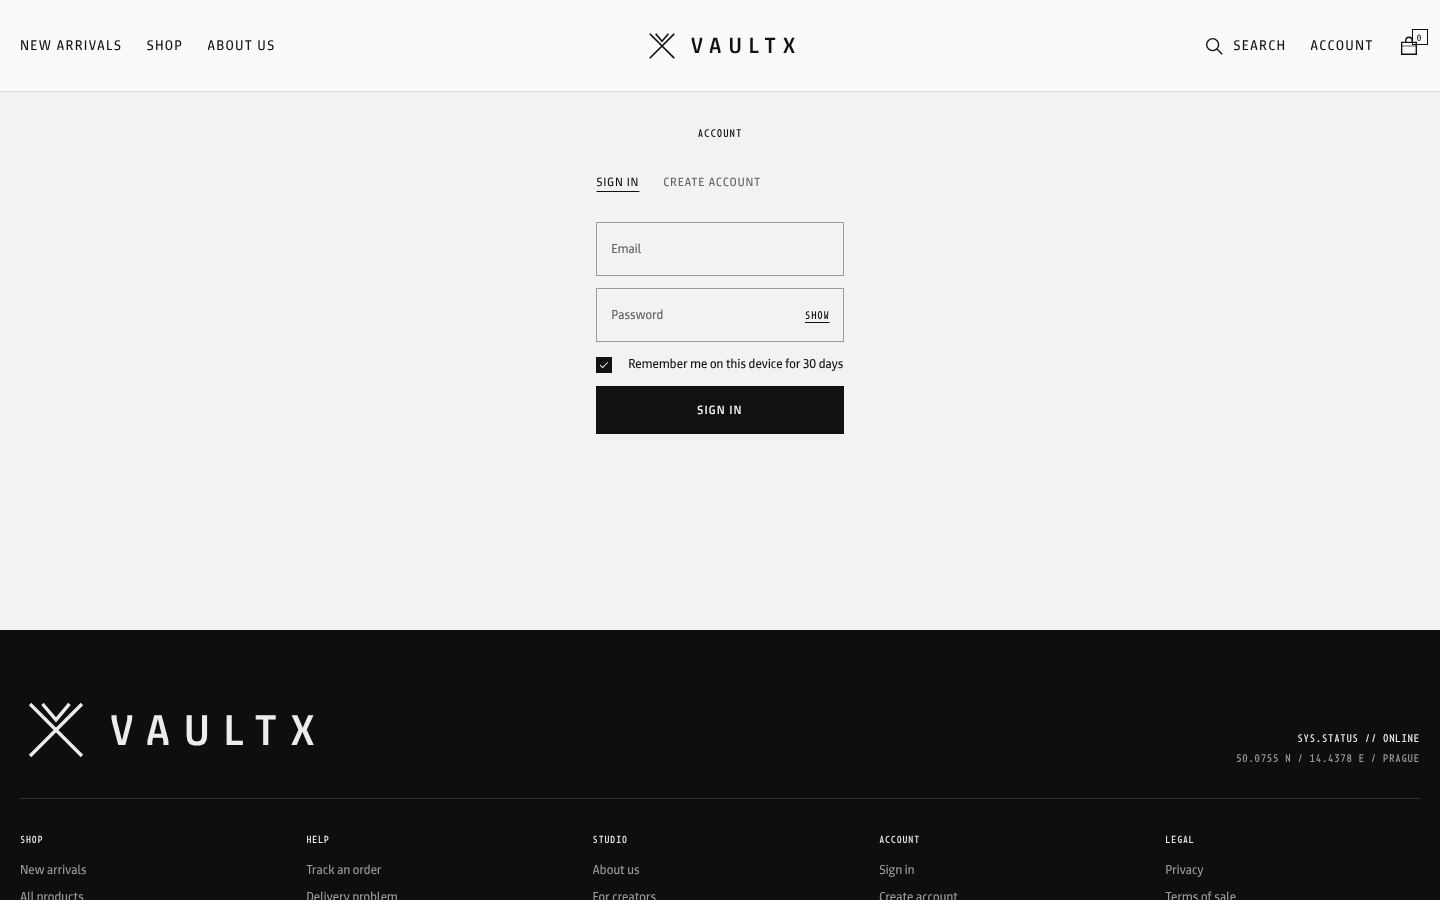 NEW ARRIVALS SHOP ABOUT US
VAULTX
SEARCH ACCOUNT 0
ACCOUNT
SIGN IN CREATE ACCOUNT
Email
Password SHOW
Remember me on this device for 30 days
SIGN IN
VAULTX
SYS.STATUS // ONLINE
50.0755 N / 14.4378 E / PRAGUE
SHOP HELP STUDIO ACCOUNT LEGAL
New arrivals Track an order About us Sign in Privacy
All products Delivery problem For creators Create account Terms of sale